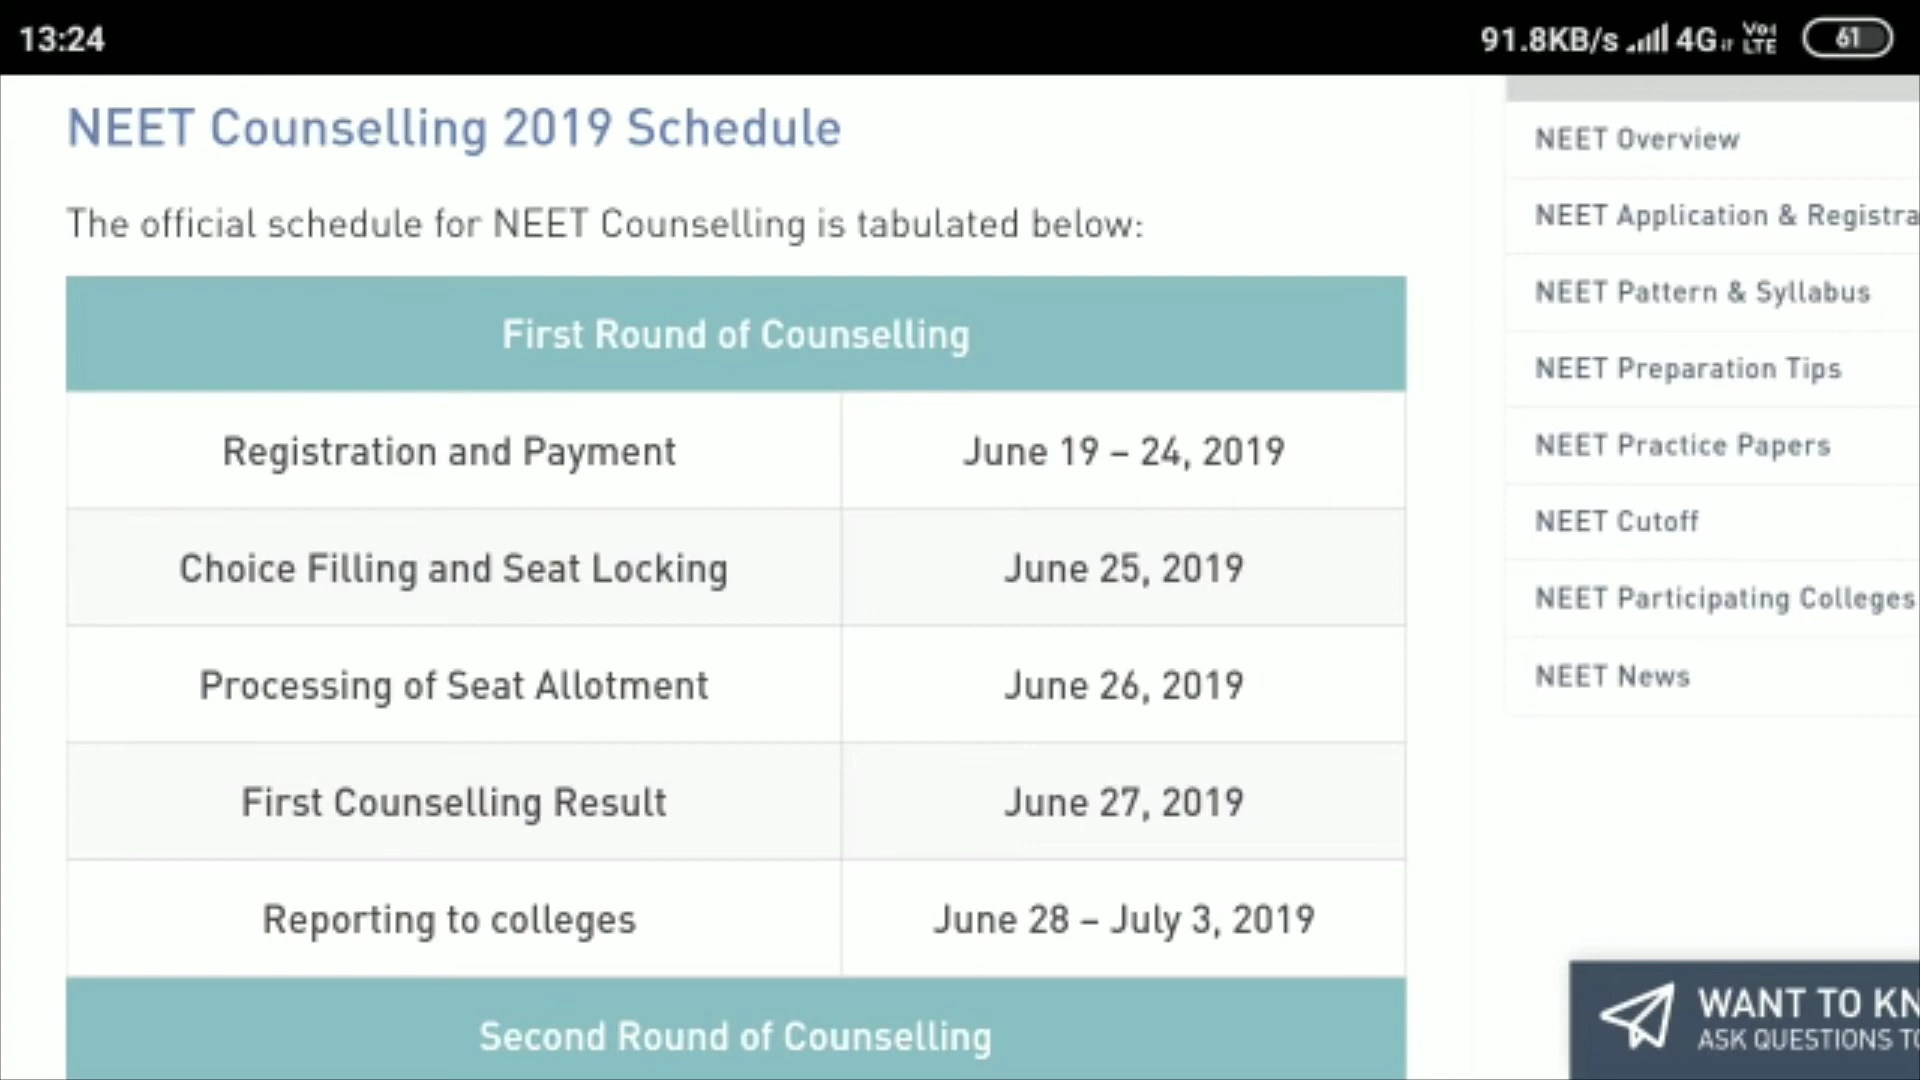 13:24
91.8KB/s 4G Vo LTE 61
NEET Counselling 2019 Schedule
The official schedule for NEET Counselling is tabulated below:
First Round of Counselling
Registration and Payment June 19 – 24, 2019
Choice Filling and Seat Locking June 25, 2019
Processing of Seat Allotment June 26, 2019
First Counselling Result June 27, 2019
Reporting to colleges June 28 – July 3, 2019
Second Round of Counselling
NEET Overview
NEET Application & Registra
NEET Pattern & Syllabus
NEET Preparation Tips
NEET Practice Papers
NEET Cutoff
NEET Participating Colleges
NEET News
WANT TO KN
ASK QUESTIONS TO